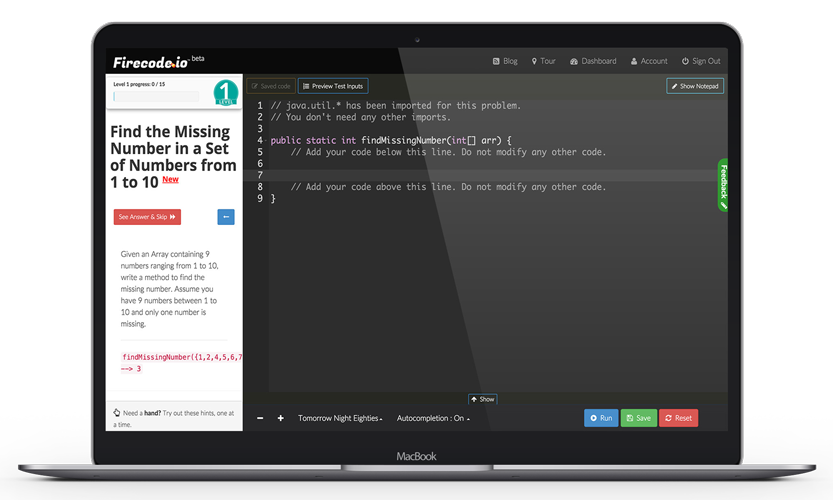 Firecode.io beta
Blog Tour Dashboard Account Sign Out
Level 1 progress: 0 / 15
1
LEVEL
Saved code Preview Test Inputs Show Notepad
Find the Missing
Number in a Set
of Numbers from
1 to 10 New
See Answer & Skip
Given an Array containing 9
numbers ranging from 1 to 10,
write a method to find the
missing number. Assume you
have 9 numbers between 1 to
10 and only one number is
missing.
findMissingNumber({1,2,4,5,6,7
--> 3
Need a hand? Try out these hints, one at
a time.
1 // java.util.* has been imported for this problem.
2 // You don't need any other imports.
3
4 public static int findMissingNumber(int[] arr) {
5 // Add your code below this line. Do not modify any other code.
6
7
8 // Add your code above this line. Do not modify any other code.
9 }
Feedback
Show
- + Tomorrow Night Eighties Autocompletion : On
Run Save Reset
MacBook